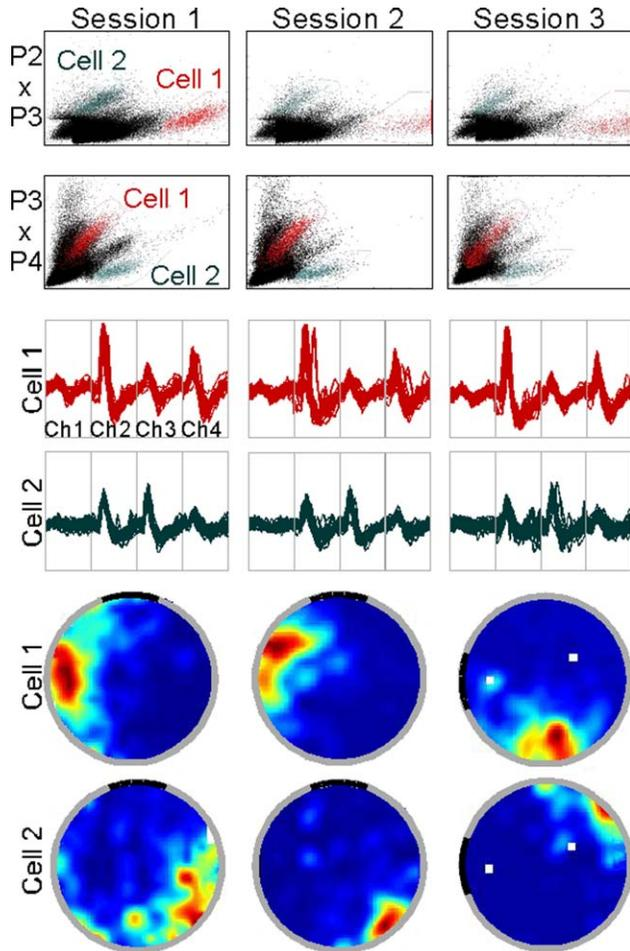 Session 1 Session 2 Session 3
P2
x
P3
Cell 2
Cell 1
P3
x
P4
Cell 1
Cell 2
Cell 1
Ch1 Ch2 Ch3 Ch4
Cell 2
Cell 1
Cell 2